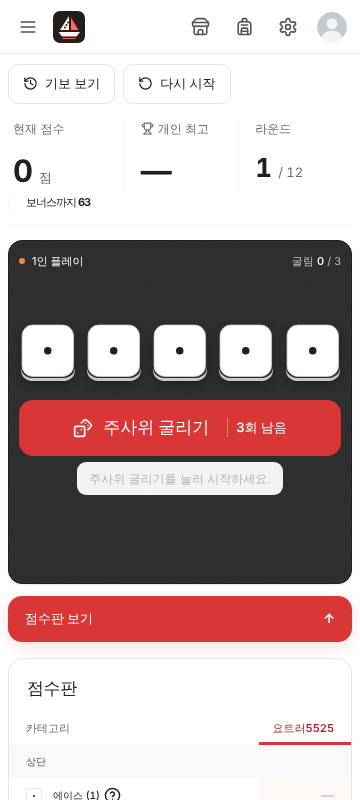 기보 보기 다시 시작
현재 점수 개인 최고 라운드
0 점 — 1 / 12
보너스까지 63
1인 플레이 굴림 0 / 3
주사위 굴리기 3회 남음
주사위 굴리기를 눌러 시작하세요.
점수판 보기
점수판
카테고리 요트러5525
상단
에이스 (1) —